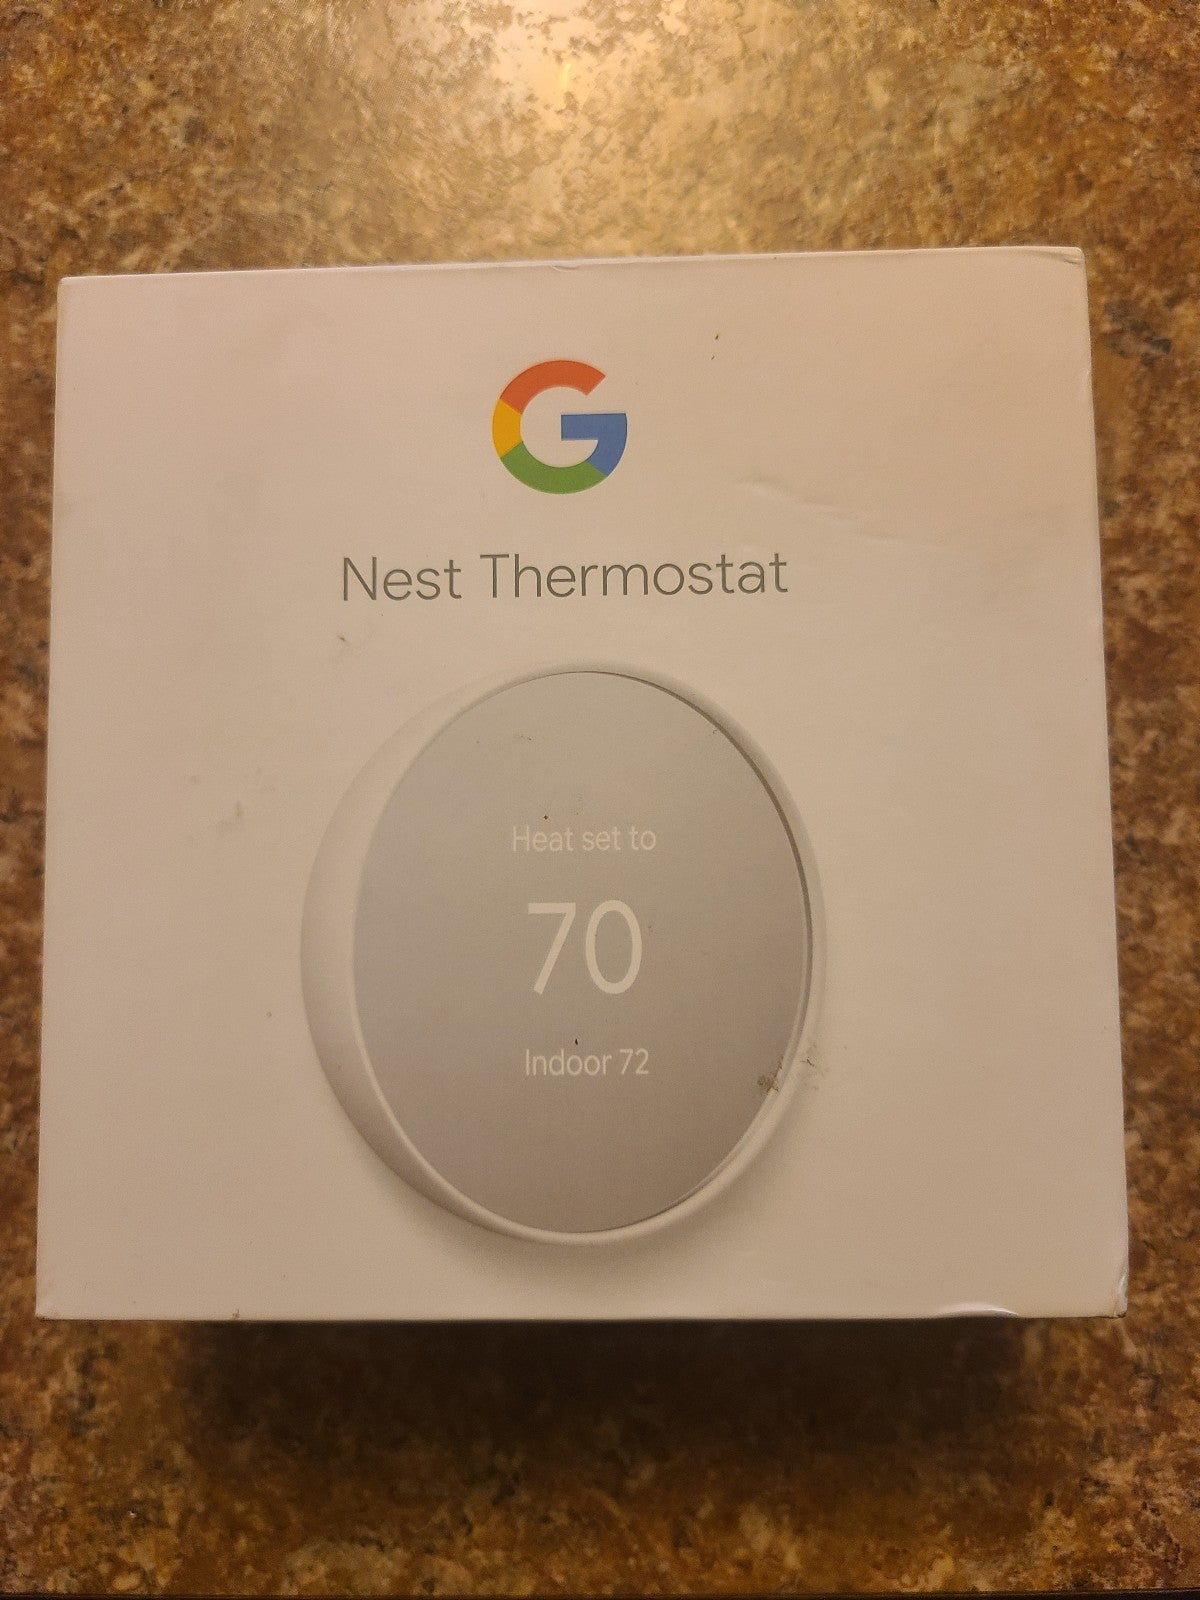 G
Nest Thermostat
Heat set to
70
Indoor 72